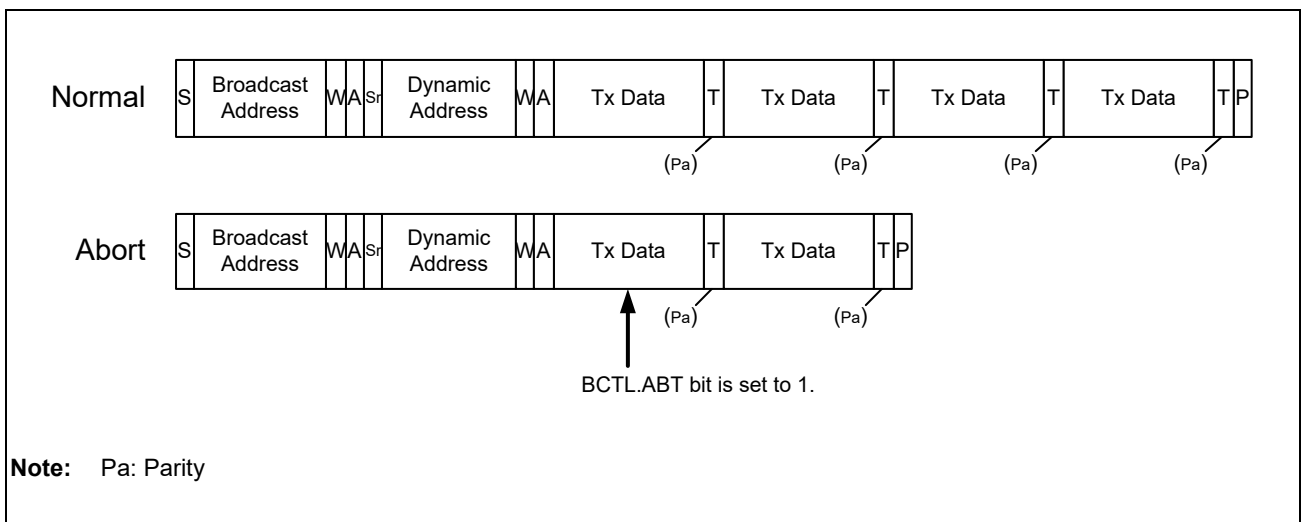 Normal S Broadcast Address W A Sr Dynamic Address W A Tx Data T Tx Data T Tx Data T Tx Data T P
(Pa) (Pa) (Pa) (Pa)
Abort S Broadcast Address W A Sr Dynamic Address W A Tx Data T Tx Data T P
(Pa) (Pa)
BCTL.ABT bit is set to 1.
Note: Pa: Parity